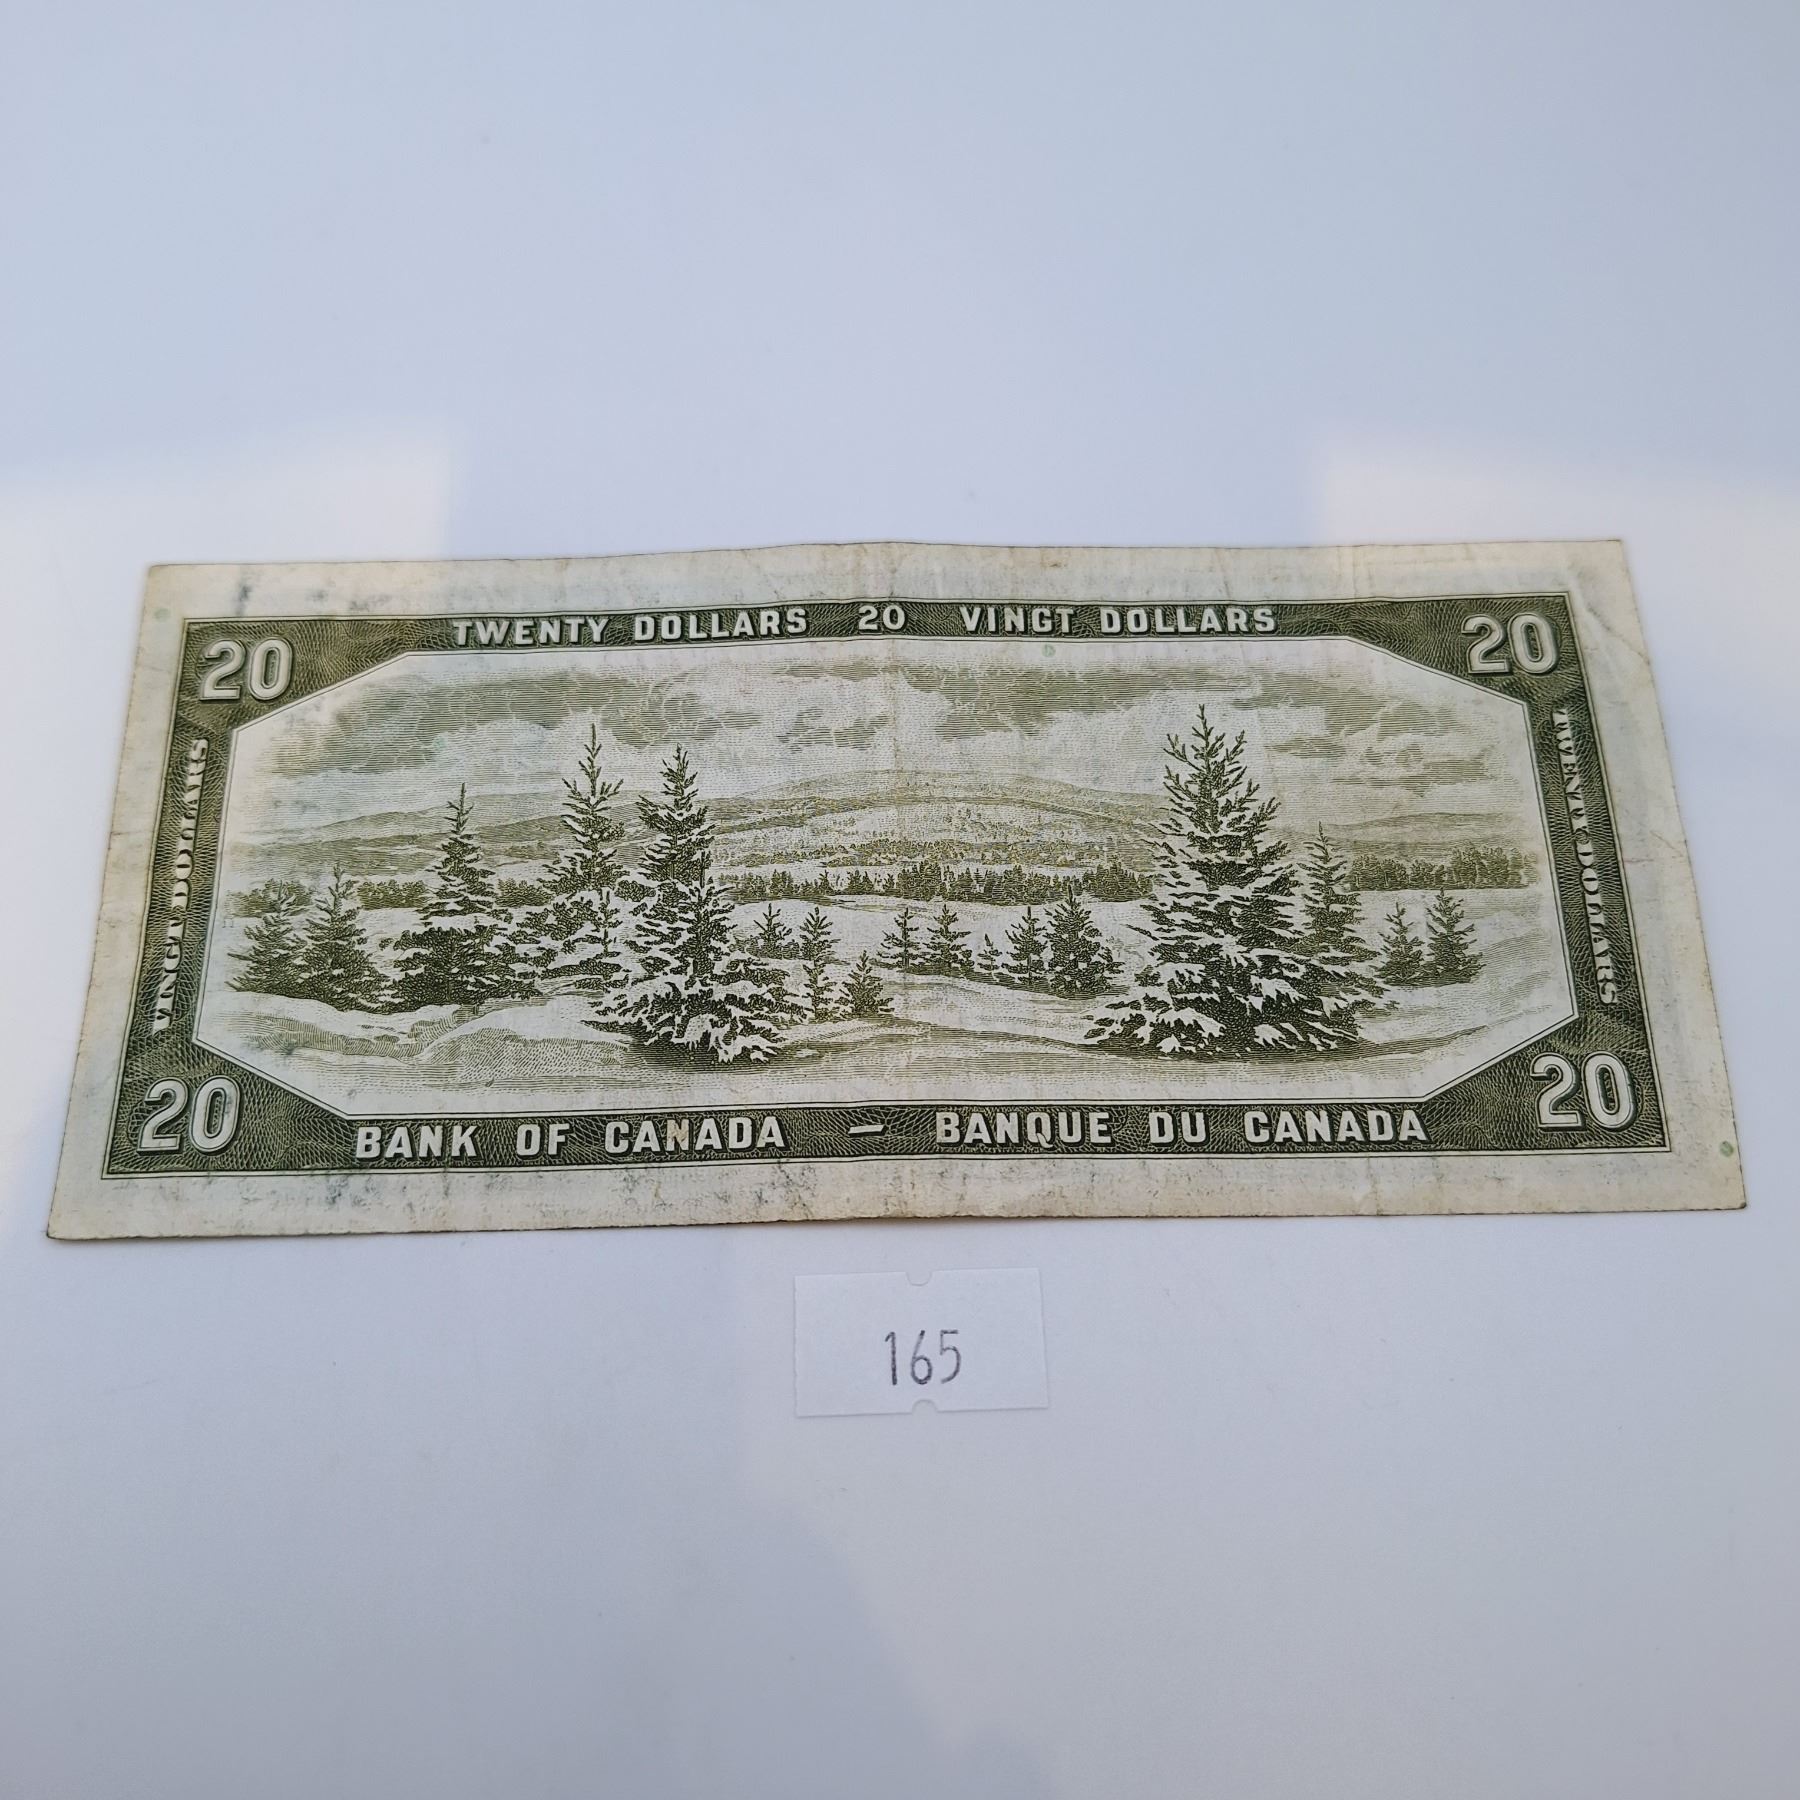 TWENTY DOLLARS 20 VINGT DOLLARS
20
20
VINGT DOLLARS
TWENTY DOLLARS
20
20
BANK OF CANADA — BANQUE DU CANADA
165